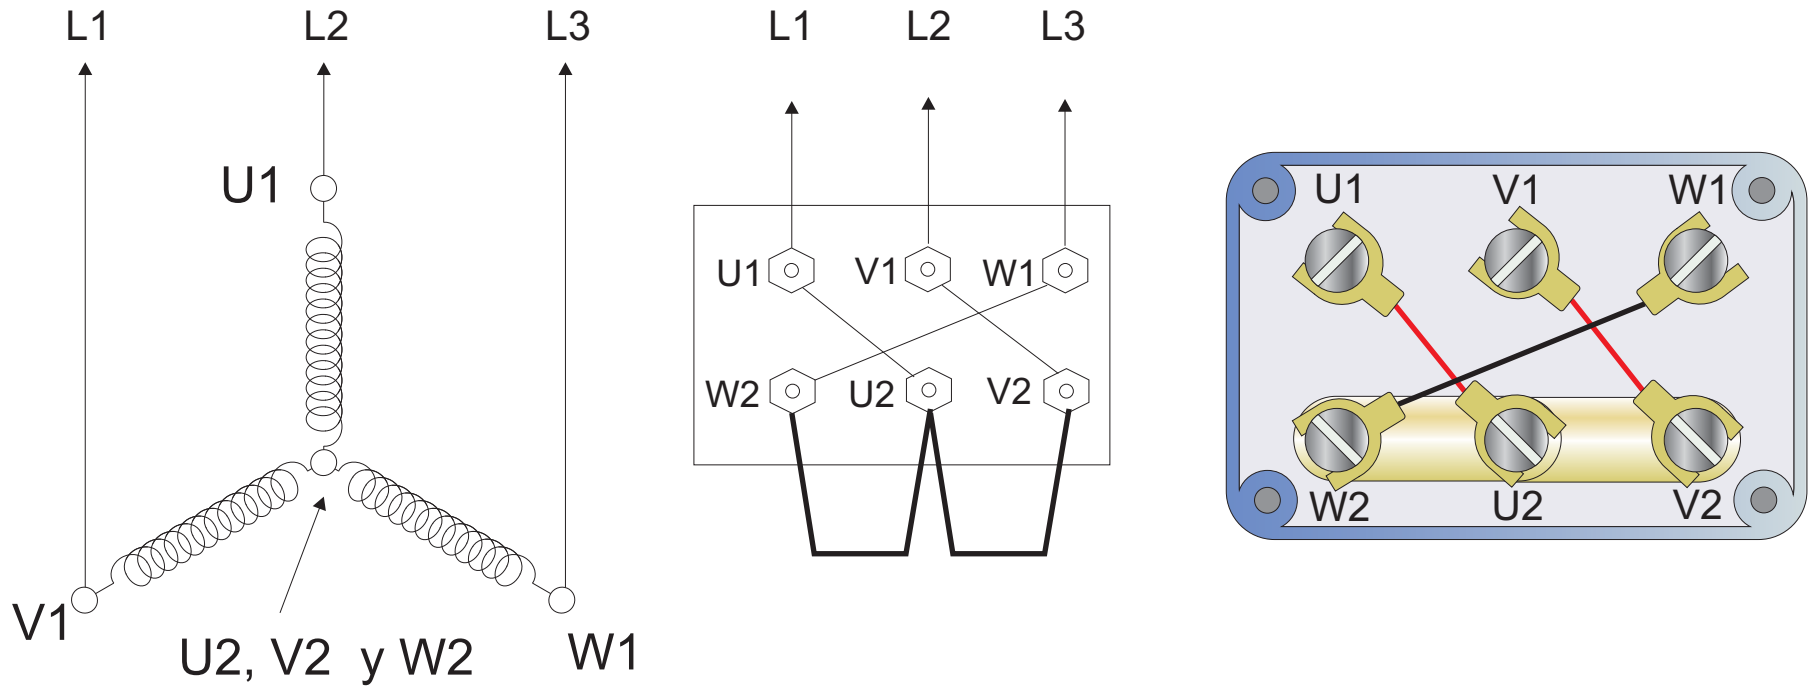 L1 L2 L3
U1
V1
W1
U2, V2 y W2
L1 L2 L3
U1 V1 W1
W2 U2 V2
U1 V1 W1
W2 U2 V2